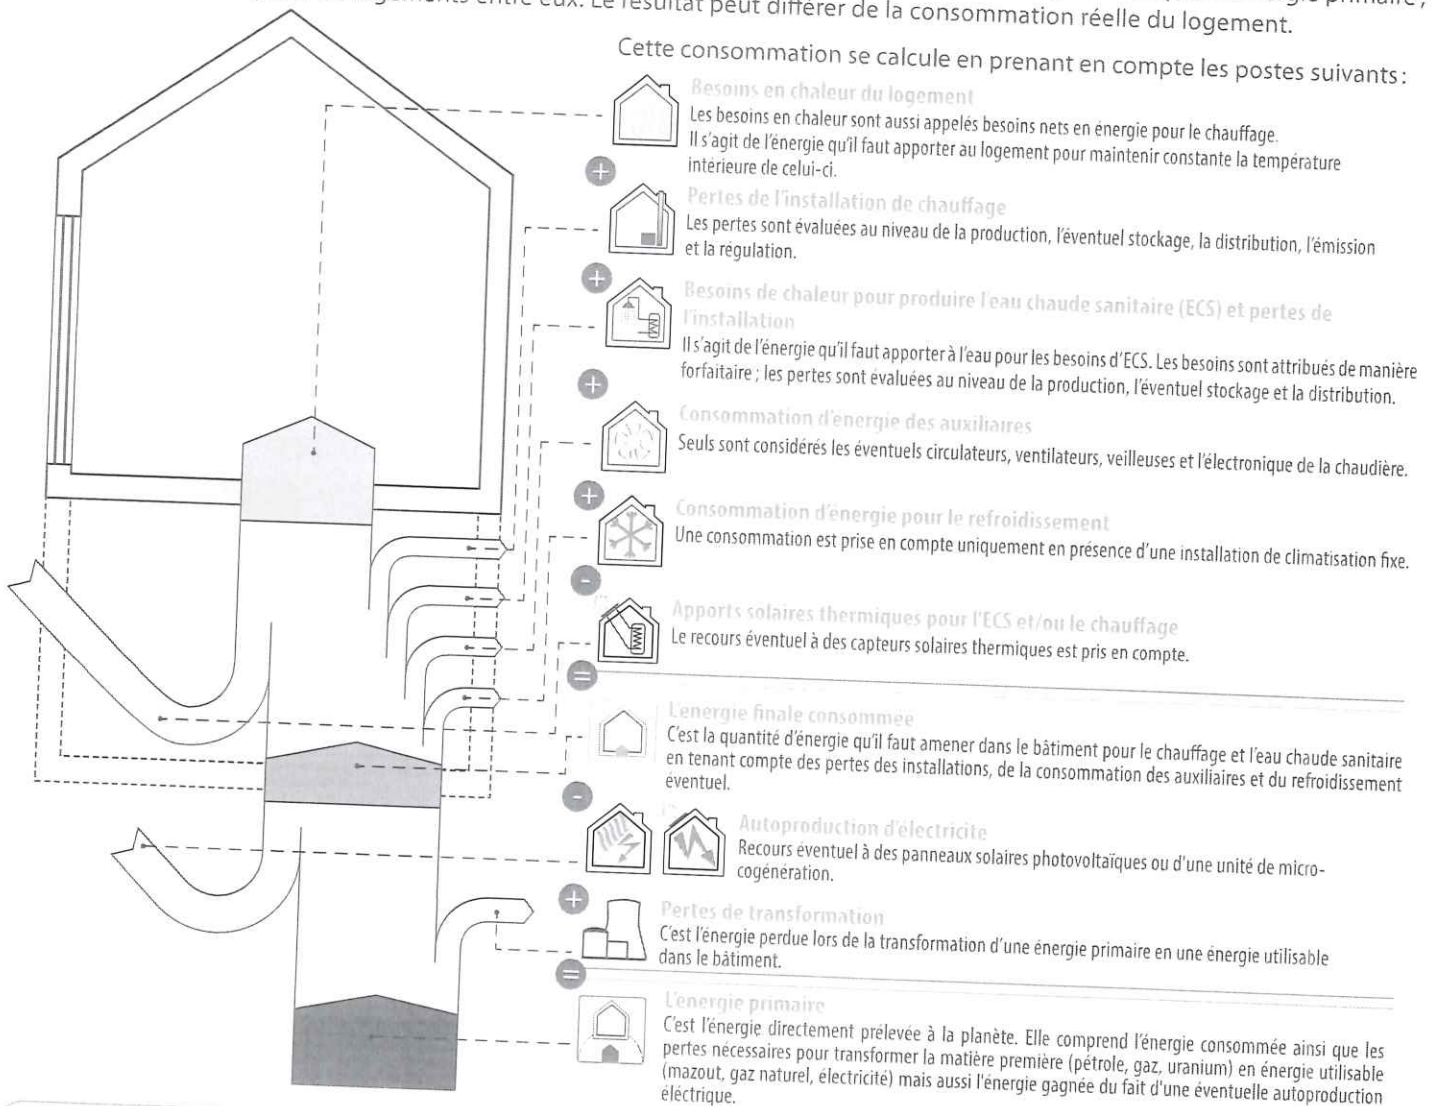 logements entre eux. Le résultat peut différer de la consommation réelle du logement.
Cette consommation se calcule en prenant en compte les postes suivants :
Besoins en chaleur du logement
Les besoins en chaleur sont aussi appelés besoins nets en énergie pour le chauffage.
Il s'agit de l'énergie qu'il faut apporter au logement pour maintenir constante la température
intérieure de celui-ci.
+
Pertes de l'installation de chauffage
Les pertes sont évaluées au niveau de la production, l'éventuel stockage, la distribution, l'émission
et la régulation.
+
Besoins de chaleur pour produire l'eau chaude sanitaire (ECS) et pertes de
l'installation
Il s'agit de l'énergie qu'il faut apporter à l'eau pour les besoins d'ECS. Les besoins sont attribués de manière
forfaitaire ; les pertes sont évaluées au niveau de la production, l'éventuel stockage et la distribution.
+
Consommation d'énergie des auxiliaires
Seuls sont considérés les éventuels circulateurs, ventilateurs, veilleuses et l'électronique de la chaudière.
+
Consommation d'énergie pour le refroidissement
Une consommation est prise en compte uniquement en présence d'une installation de climatisation fixe.
-
Apports solaires thermiques pour l'ECS et/ou le chauffage
Le recours éventuel à des capteurs solaires thermiques est pris en compte.
=
L'énergie finale consommée
C'est la quantité d'énergie qu'il faut amener dans le bâtiment pour le chauffage et l'eau chaude sanitaire
en tenant compte des pertes des installations, de la consommation des auxiliaires et du refroidissement
éventuel.
-
Autoproduction d'électricité
Recours éventuel à des panneaux solaires photovoltaïques ou d'une unité de micro-
cogénération.
+
Pertes de transformation
C'est l'énergie perdue lors de la transformation d'une énergie primaire en une énergie utilisable
dans le bâtiment.
=
L'énergie primaire
C'est l'énergie directement prélevée à la planète. Elle comprend l'énergie consommée ainsi que les
pertes nécessaires pour transformer la matière première (pétrole, gaz, uranium) en énergie utilisable
(mazout, gaz naturel, électricité) mais aussi l'énergie gagnée du fait d'une éventuelle autoproduction
éléctrique.